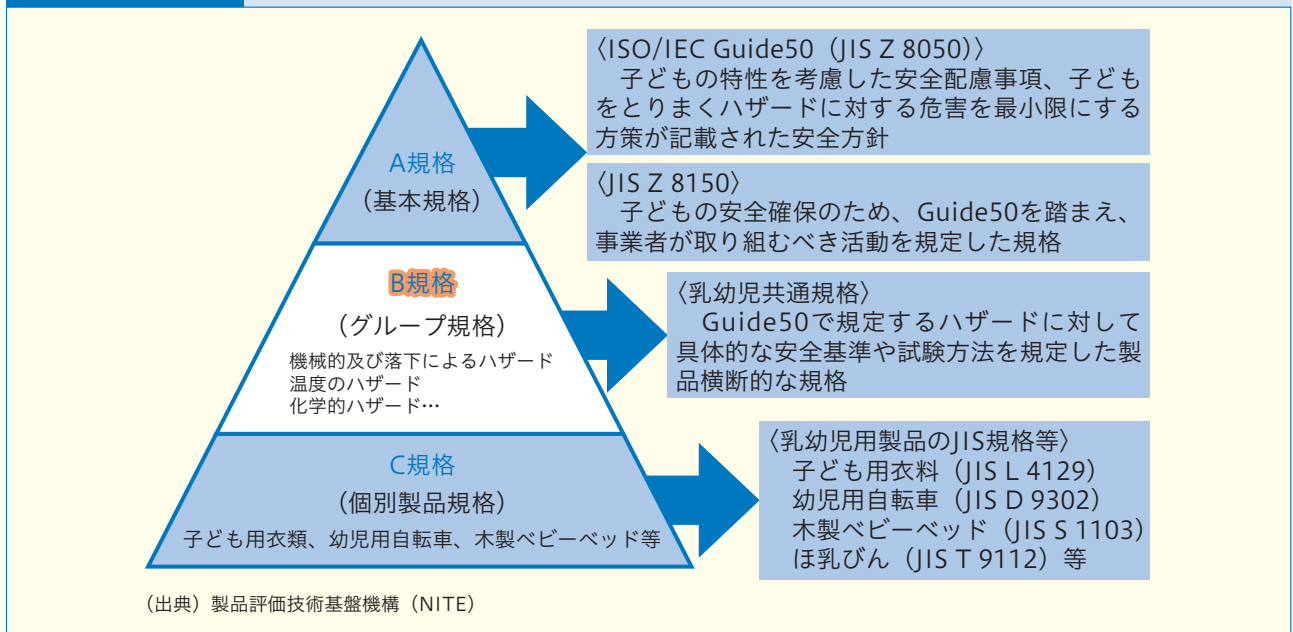 A規格
(基本規格)
〈ISO/IEC Guide50(JIS Z 8050)〉
子どもの特性を考慮した安全配慮事項、子ども
をとりまくハザードに対する危害を最小限にする
方策が記載された安全方針
〈JIS Z 8150〉
子どもの安全確保のため、Guide50を踏まえ、
事業者が取り組むべき活動を規定した規格
B規格
(グループ規格)
機械的及び落下によるハザード
温度のハザード
化学的ハザード…
〈乳幼児共通規格〉
Guide50で規定するハザードに対して
具体的な安全基準や試験方法を規定した製
品横断的な規格
C規格
(個別製品規格)
子ども用衣類、幼児用自転車、木製ベビーベッド等
〈乳幼児用製品のJIS規格等〉
子ども用衣料(JIS L 4129)
幼児用自転車(JIS D 9302)
木製ベビーベッド(JIS S 1103)
ほ乳びん(JIS T 9112)等
(出典)製品評価技術基盤機構(NITE)